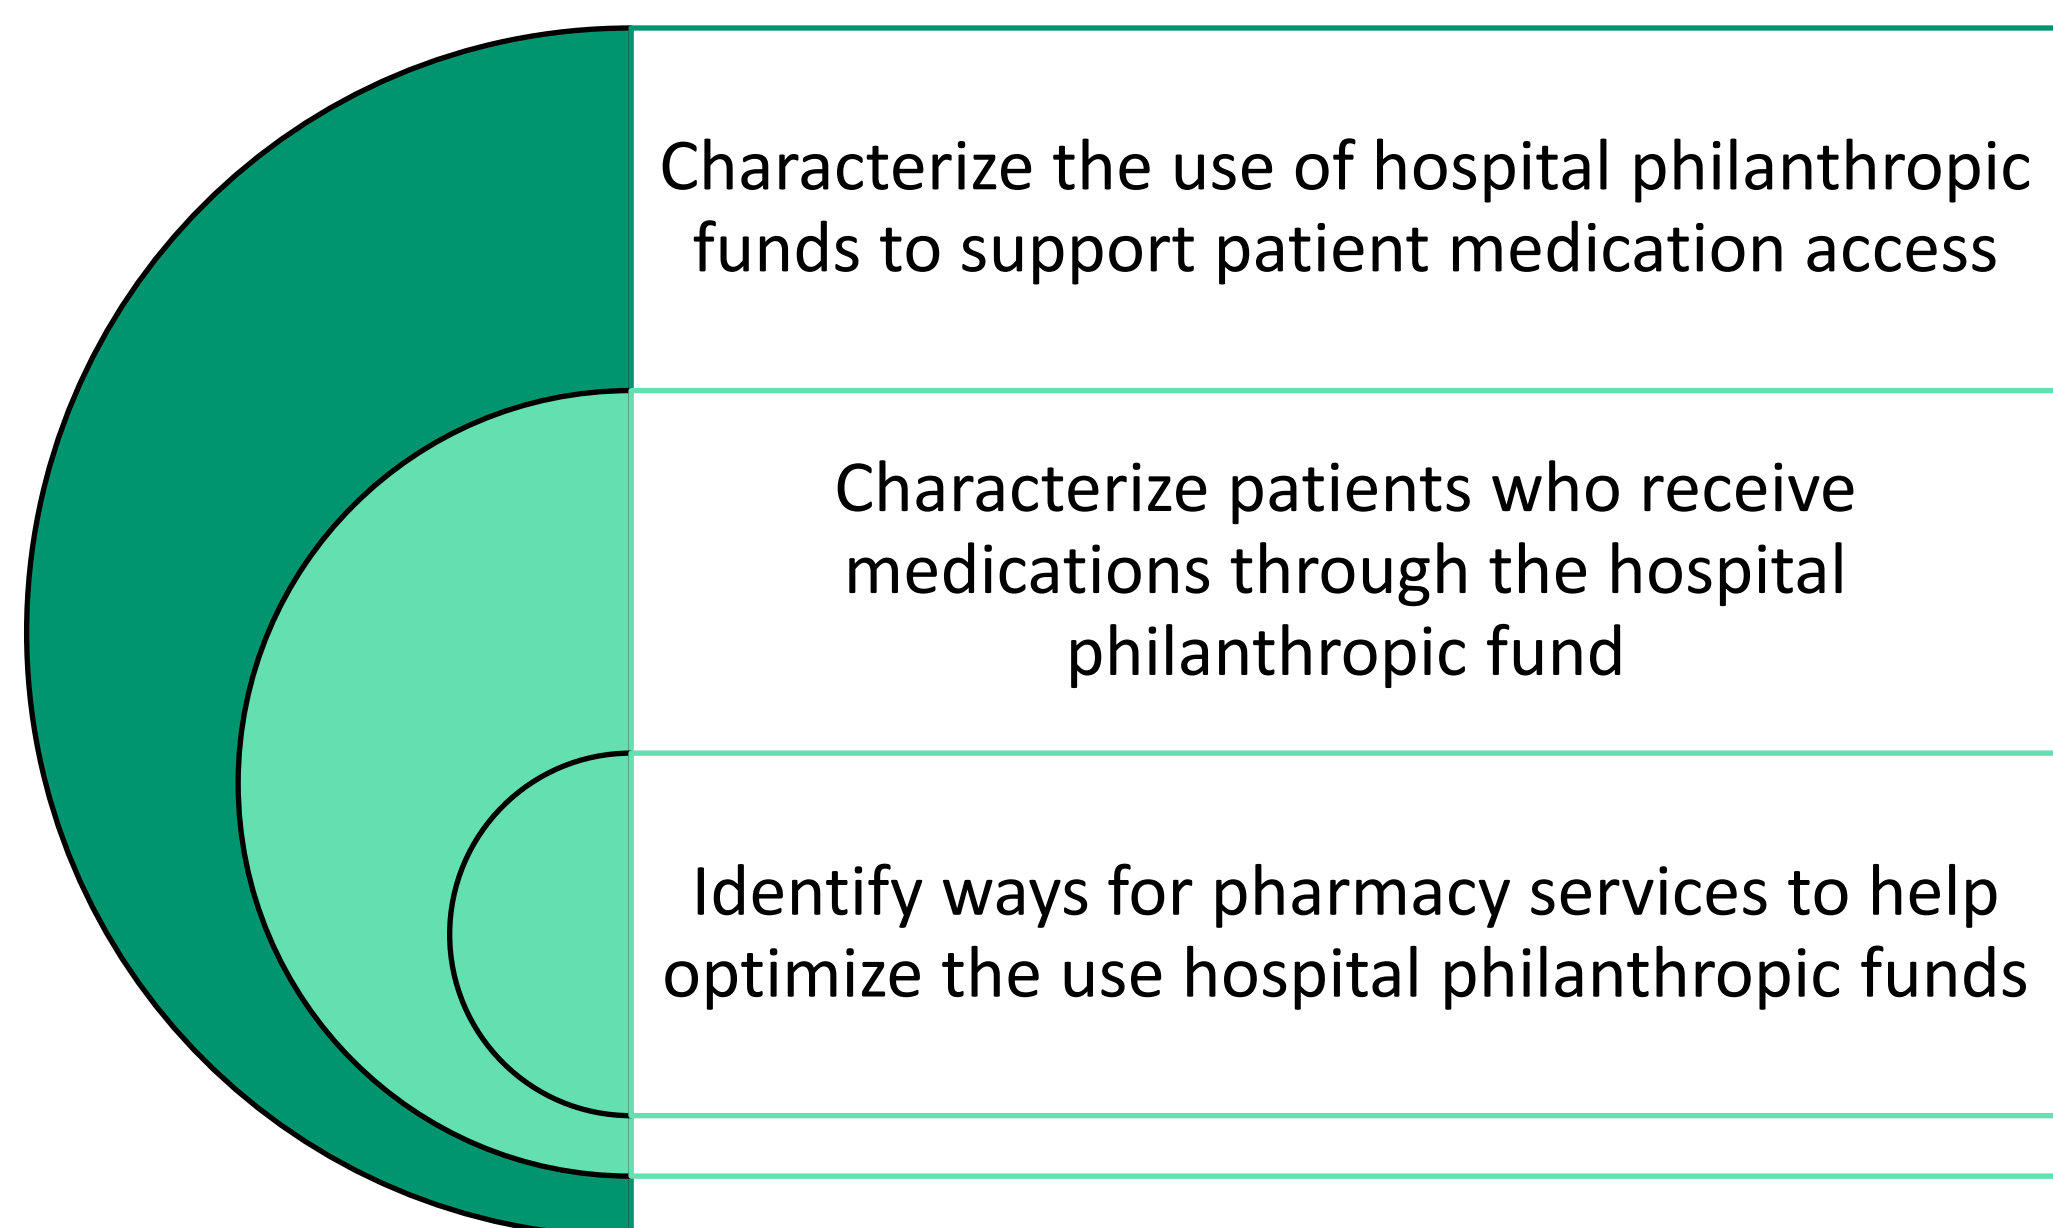 Characterize the use of hospital philanthropic
funds to support patient medication access
Characterize patients who receive
medications through the hospital
philanthropic fund
Identify ways for pharmacy services to help
optimize the use hospital philanthropic funds